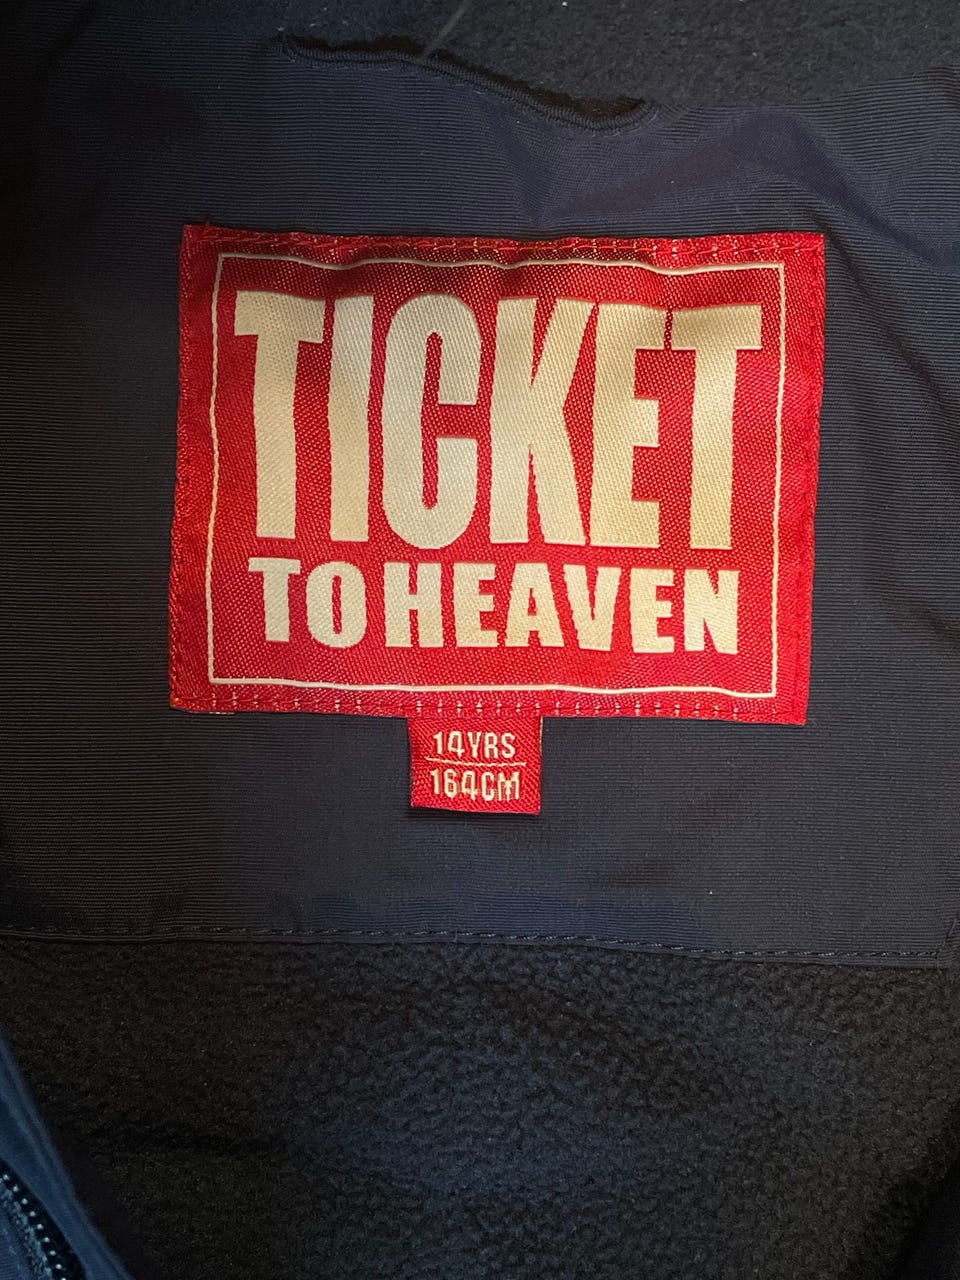 TICKET
TO HEAVEN
14YRS
164CM